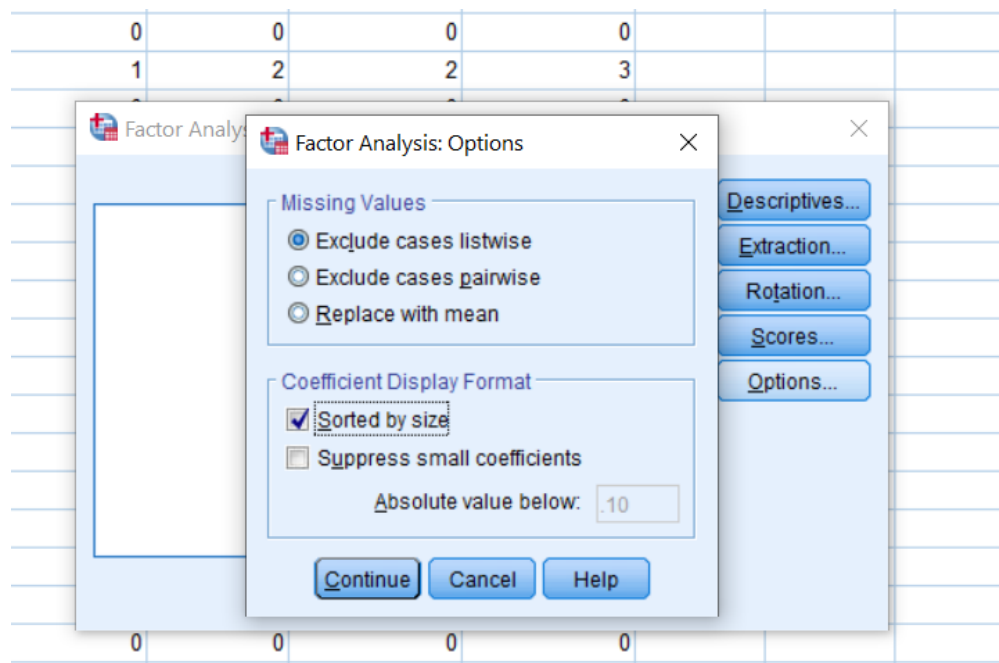 0 0 0 0
1 2 2 3
Factor Analys
Factor Analysis: Options
Missing Values
Exclude cases listwise
Exclude cases pairwise
Replace with mean
Coefficient Display Format
Sorted by size
Suppress small coefficients
Absolute value below: .10
Continue Cancel Help
Descriptives...
Extraction...
Rotation...
Scores...
Options...
0 0 0 0